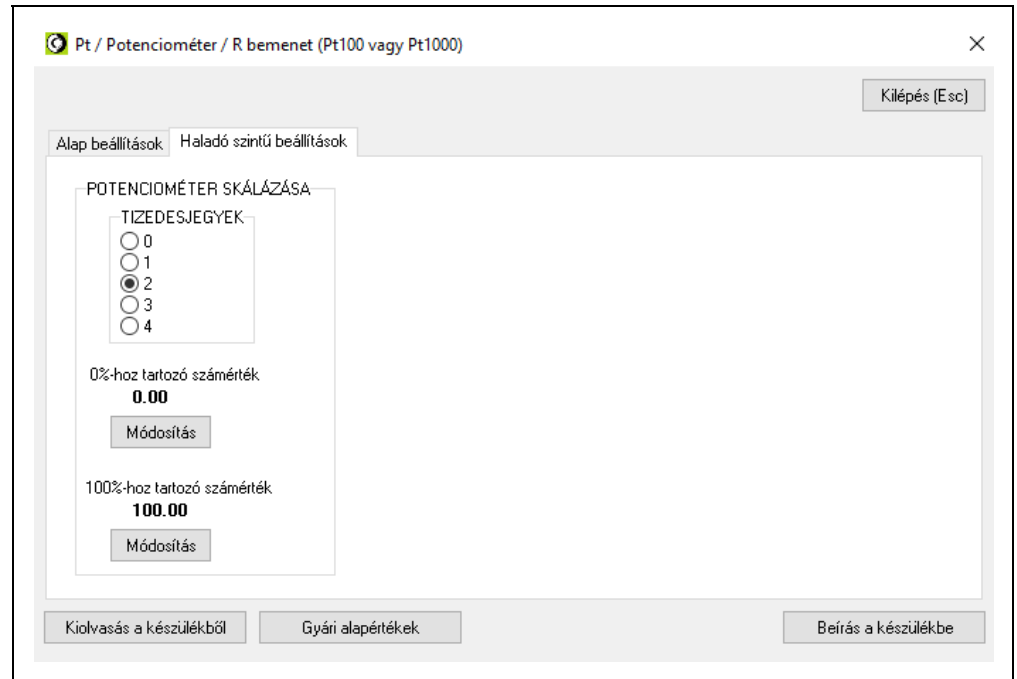 Pt / Potenciométer / R bemenet (Pt100 vagy Pt1000)
Kilépés (Esc)
Alap beállítások Haladó szintű beállítások
POTENCIOMÉTER SKÁLÁZÁSA
TIZEDESJEGYEK
0
1
2
3
4
0%-hoz tartozó számérték
0.00
Módosítás
100%-hoz tartozó számérték
100.00
Módosítás
Kiolvasás a készülékből Gyári alapértékek Beírás a készülékbe